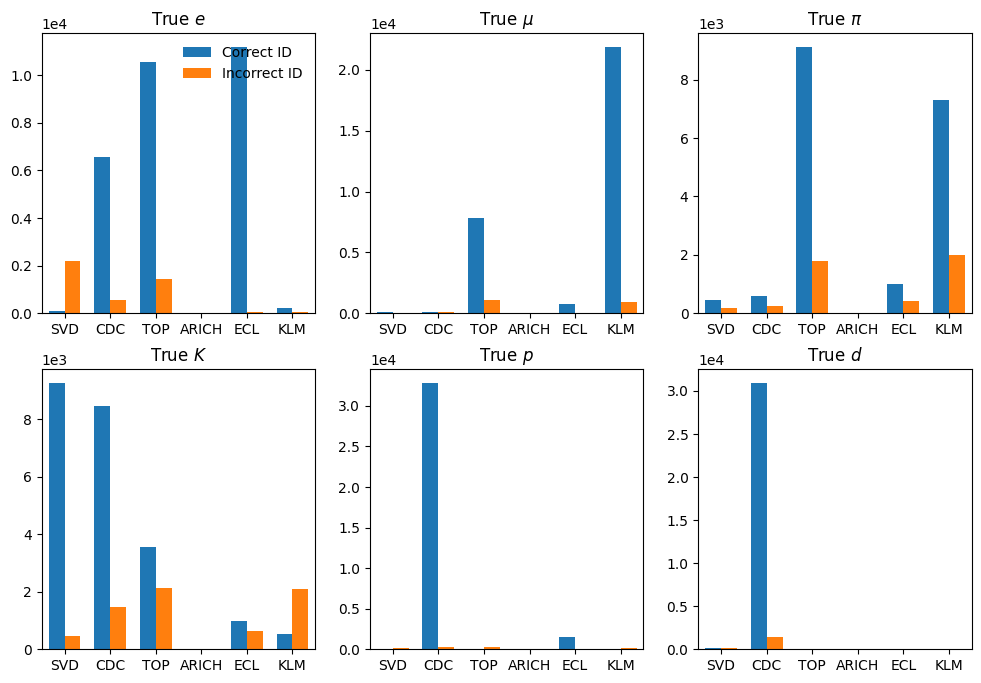 True e
1e4
Correct ID
Incorrect ID
1.0
0.8
0.6
0.4
0.2
0.0
SVD CDC TOP ARICH ECL KLM
True μ
1e4
2.0
1.5
1.0
0.5
0.0
SVD CDC TOP ARICH ECL KLM
True π
1e3
8
6
4
2
0
SVD CDC TOP ARICH ECL KLM
True K
1e3
8
6
4
2
0
SVD CDC TOP ARICH ECL KLM
True p
1e4
3.0
2.5
2.0
1.5
1.0
0.5
0.0
SVD CDC TOP ARICH ECL KLM
True d
1e4
3.0
2.5
2.0
1.5
1.0
0.5
0.0
SVD CDC TOP ARICH ECL KLM